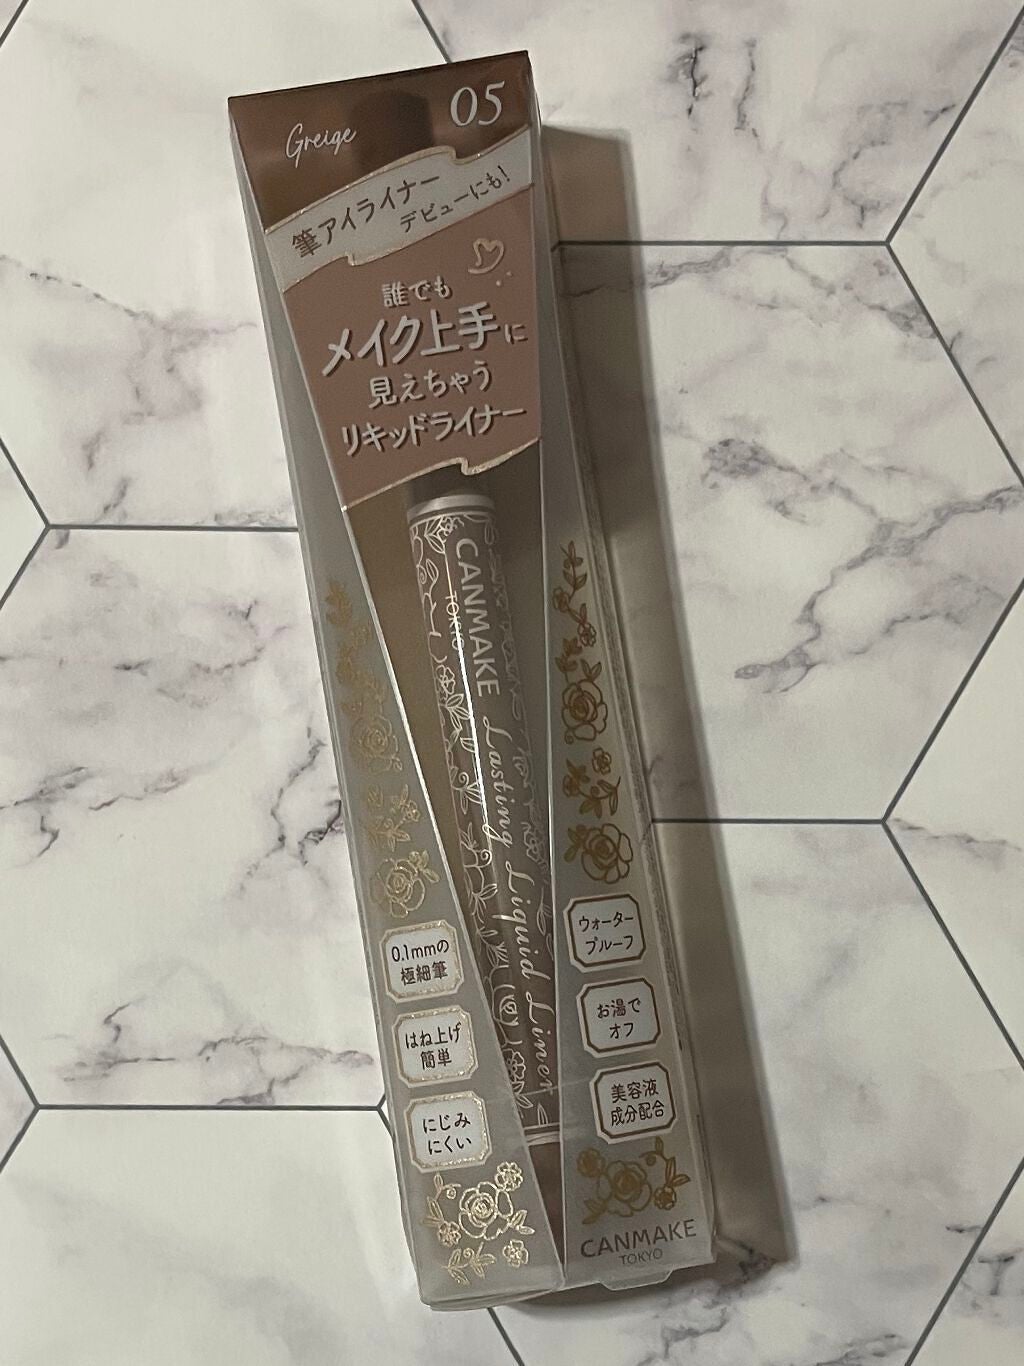 Greige
05
筆アイライナー
デビューにも!
誰でも
メイク上手に
見えちゃう
リキッドライナー
CANMAKE
TOKYO
Lasting Liquid Liner
0.1mmの
極細筆
はね上げ
簡単
にじみ
にくい
ウォーター
プルーフ
お湯で
オフ
美容液
成分配合
CANMAKE
TOKYO